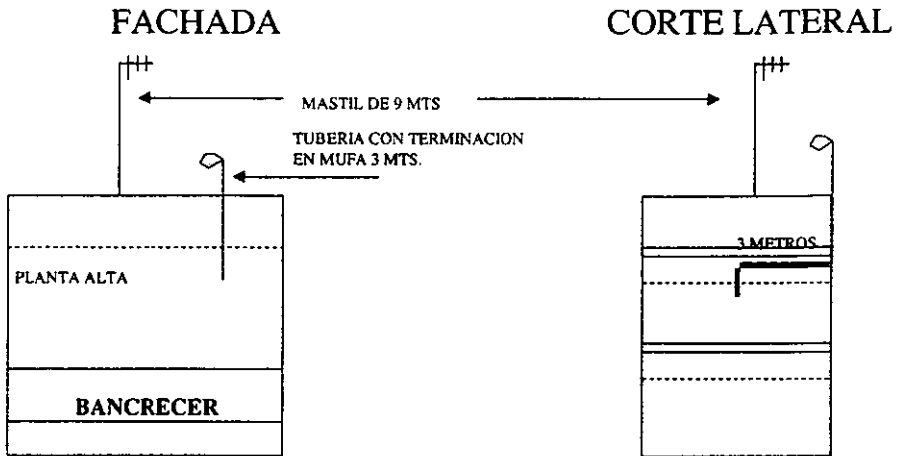 FACHADA
CORTE LATERAL
MASTIL DE 9 MTS
TUBERIA CON TERMINACION
EN MUFA 3 MTS.
3 METROS
PLANTA ALTA
BANCRECER